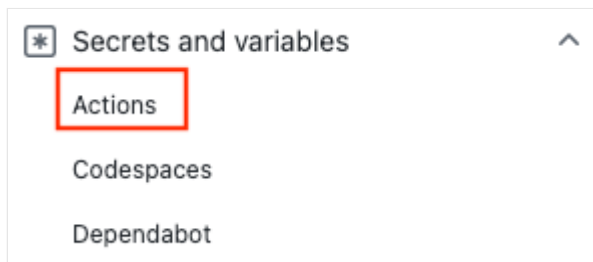 Secrets and variables
Actions
Codespaces
Dependabot